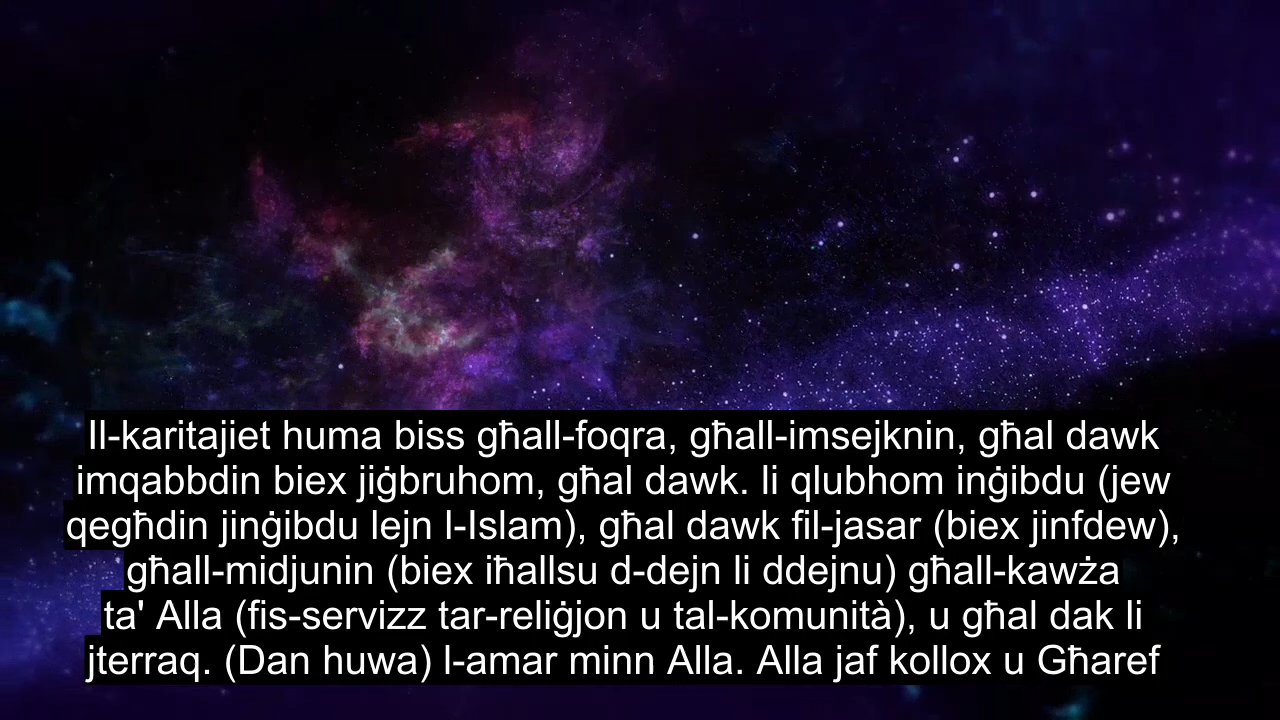 Il-karitajiet huma biss għall-foqra, għall-imsejknin, għal dawk
imqabbdin biex jiġbruhom, għal dawk. li qlubhom inġibdu (jew
qegħdin jinġibdu lejn l-Islam), għal dawk fil-jasar (biex jinfdew),
għall-midjunin (biex iħallsu d-dejn li ddejnu) għall-kawża
ta' Alla (fis-servizz tar-reliġjon u tal-komunità), u għal dak li
jterraq. (Dan huwa) l-amar minn Alla. Alla jaf kollox u Għaref